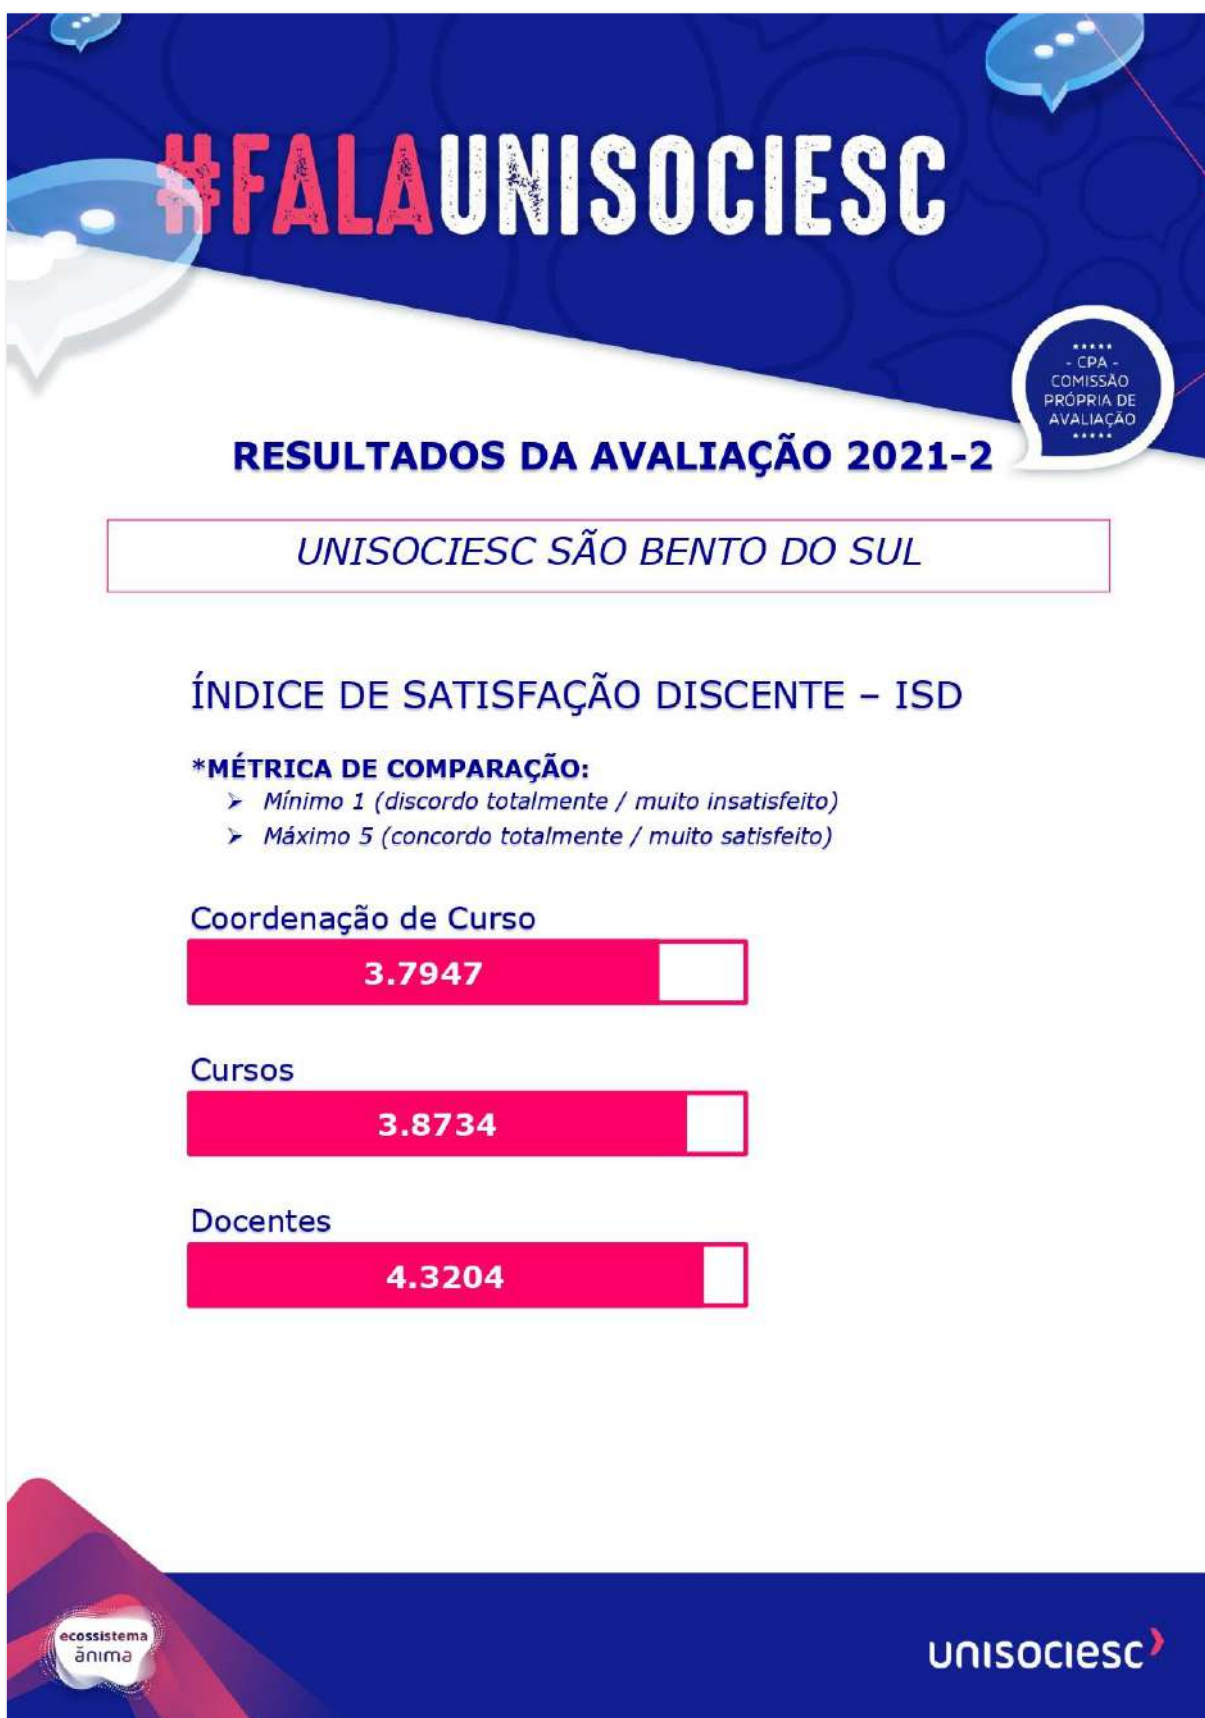 #FALAUNISOCIESC
*****
- CPA -
COMISSÃO
PRÓPRIA DE
AVALIAÇÃO
*****
RESULTADOS DA AVALIAÇÃO 2021-2
UNISOCIESC SÃO BENTO DO SUL
ÍNDICE DE SATISFAÇÃO DISCENTE – ISD
*MÉTRICA DE COMPARAÇÃO:
➢ Mínimo 1 (discordo totalmente / muito insatisfeito)
➢ Máximo 5 (concordo totalmente / muito satisfeito)
Coordenação de Curso
3.7947
Cursos
3.8734
Docentes
4.3204
ecossistema
ănıma
unisociesc